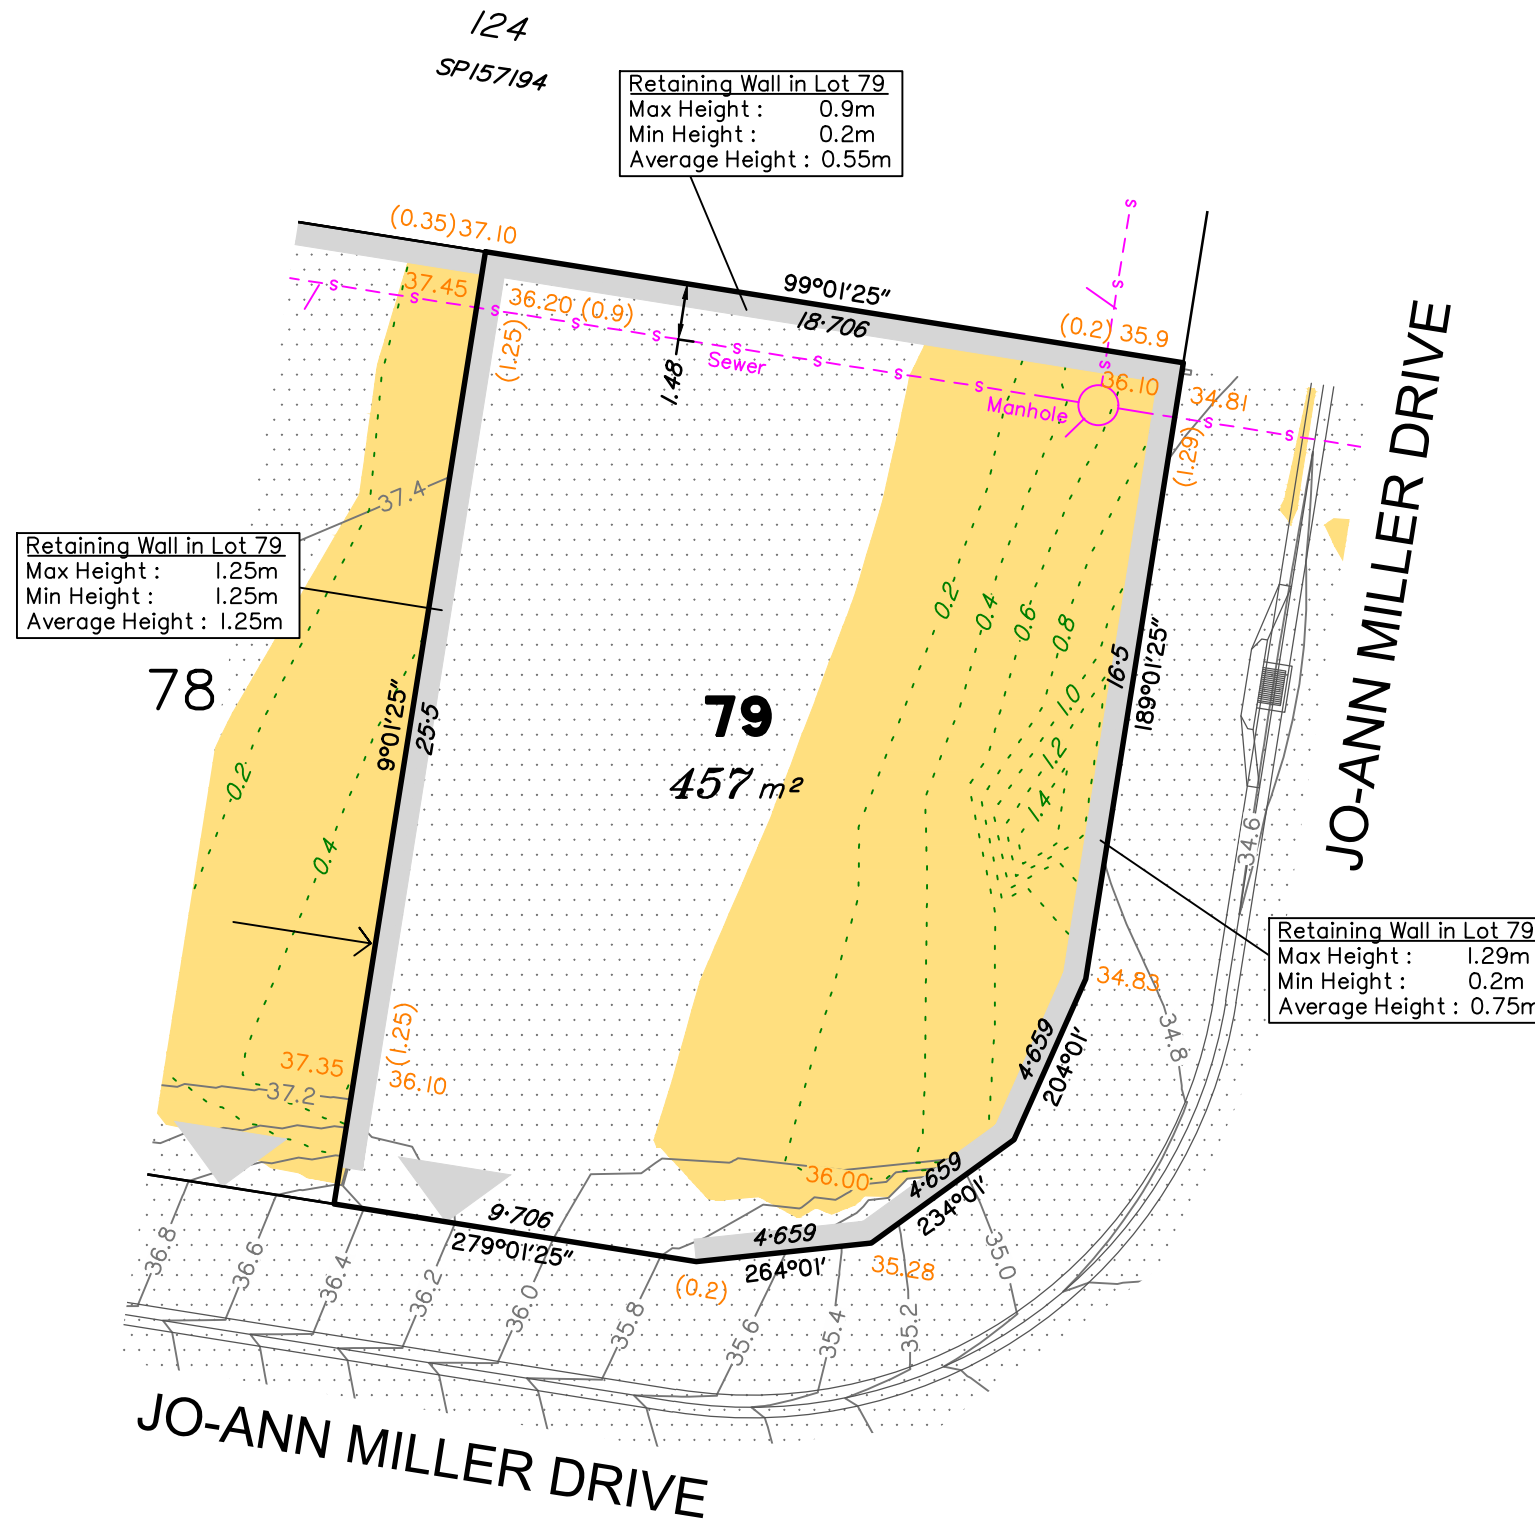 124
SP157194
Retaining Wall in Lot 79
Max Height : 0.9m
Min Height : 0.2m
Average Height : 0.55m
(0.35) 37.10
99°01'25"
18·706
(0.2) 35.9
37.45
36.20 (0.9)
(1.25)
1.48
Sewer
s s s s s s s s s s s s s s
Manhole
36.10
34.81
(1.29)
JO-ANN MILLER DRIVE
37.4
Retaining Wall in Lot 79
Max Height : 1.25m
Min Height : 1.25m
Average Height : 1.25m
78
9°01'25"
25·5
79
457 m²
0.2
0.4
0.6
0.8
1.0
1.2
1.4
16·5
189°01'25"
0.2
0.4
34.6
Retaining Wall in Lot 79
Max Height : 1.29m
Min Height : 0.2m
Average Height : 0.75m
34.83
34.8
4·659
204°01'
(1.25)
37.35
36.10
37.2
36.00
4·659
234°01'
9·706
279°01'25"
4·659
264°01'
(0.2)
35.28
36.8
36.6
36.4
36.2
36.0
35.8
35.6
35.4
35.2
35.0
JO-ANN MILLER DRIVE